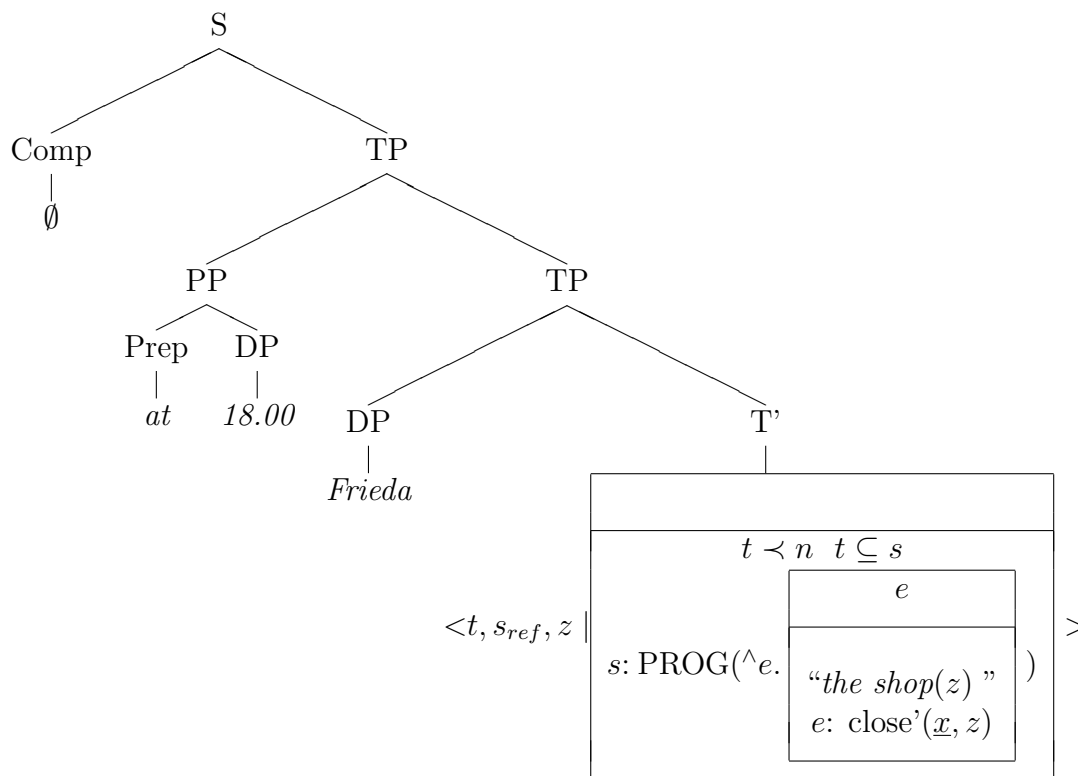 S
Comp TP
∅
PP TP
Prep DP
at 18.00 DP T’
Frieda
t ≺ n t ⊆ s
e
<t, s_ref, z | >
s: PROG(^e. )
“the shop(z) ”
e: close’(x, z)